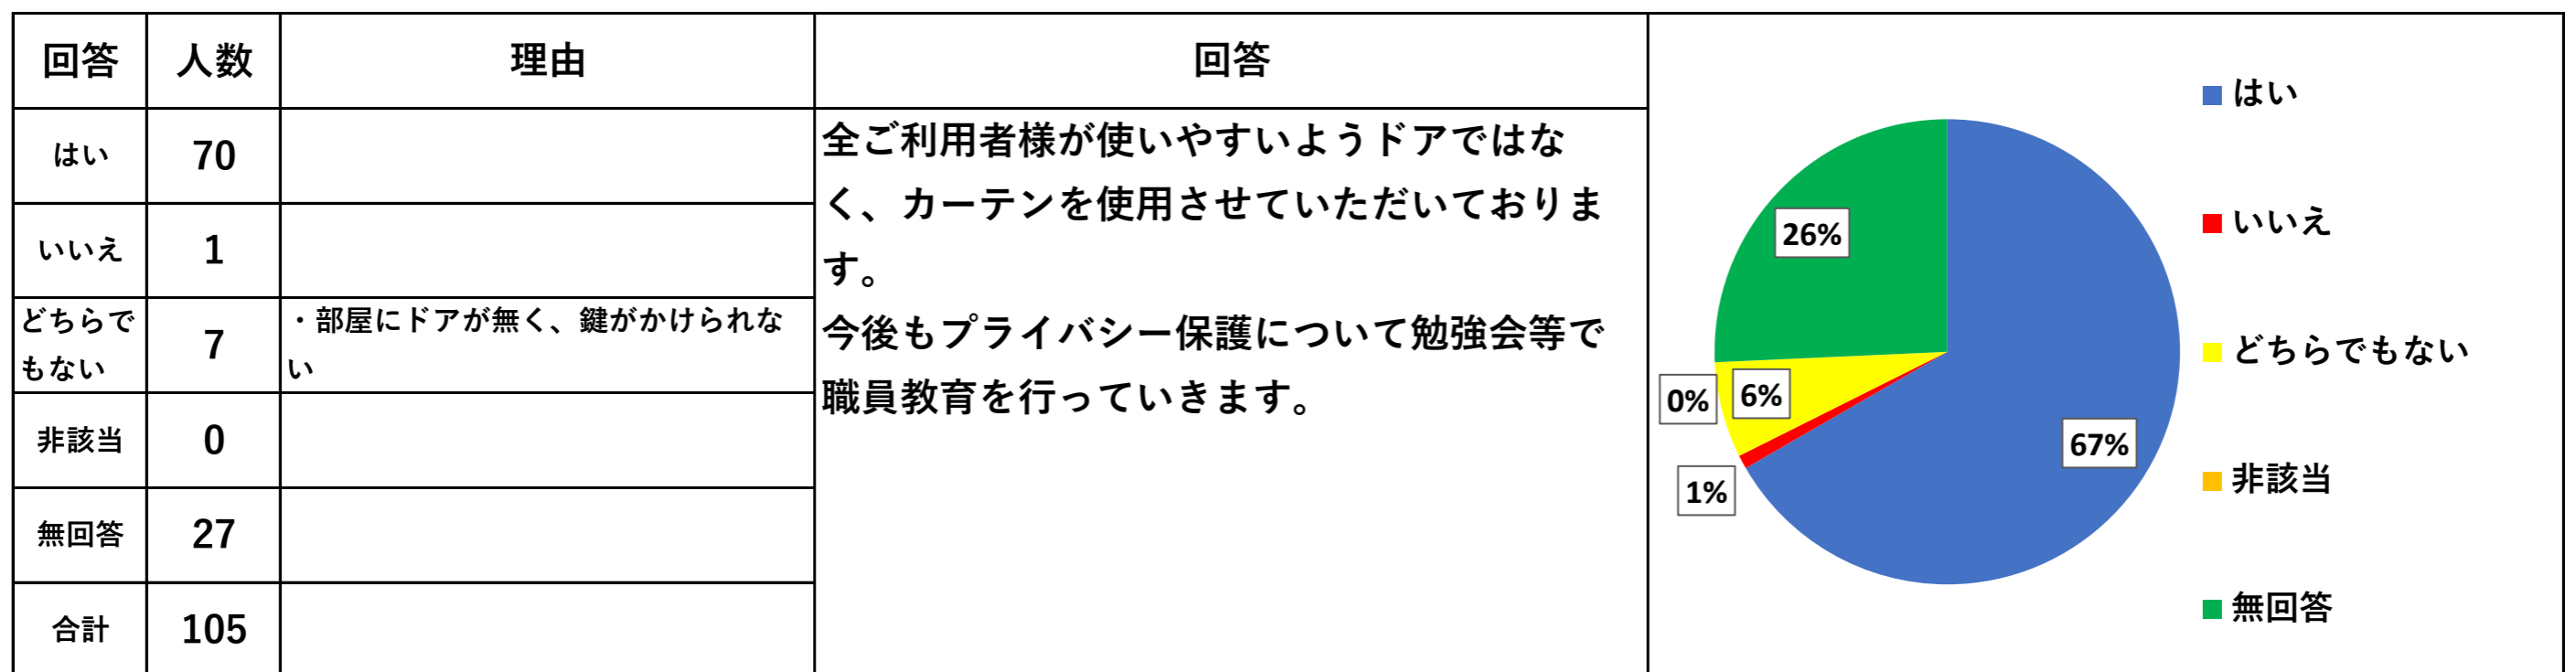 回答 人数 理由 回答
はい 70
いいえ 1
どちらで
もない 7
・部屋にドアが無く、鍵がかけられな
い
非該当 0
無回答 27
合計 105
全ご利用者様が使いやすいようドアではな
く、カーテンを使用させていただいておりま
す。
今後もプライバシー保護について勉強会等で
職員教育を行っていきます。
26%
0%
6%
1%
67%
はい
いいえ
どちらでもない
非該当
無回答